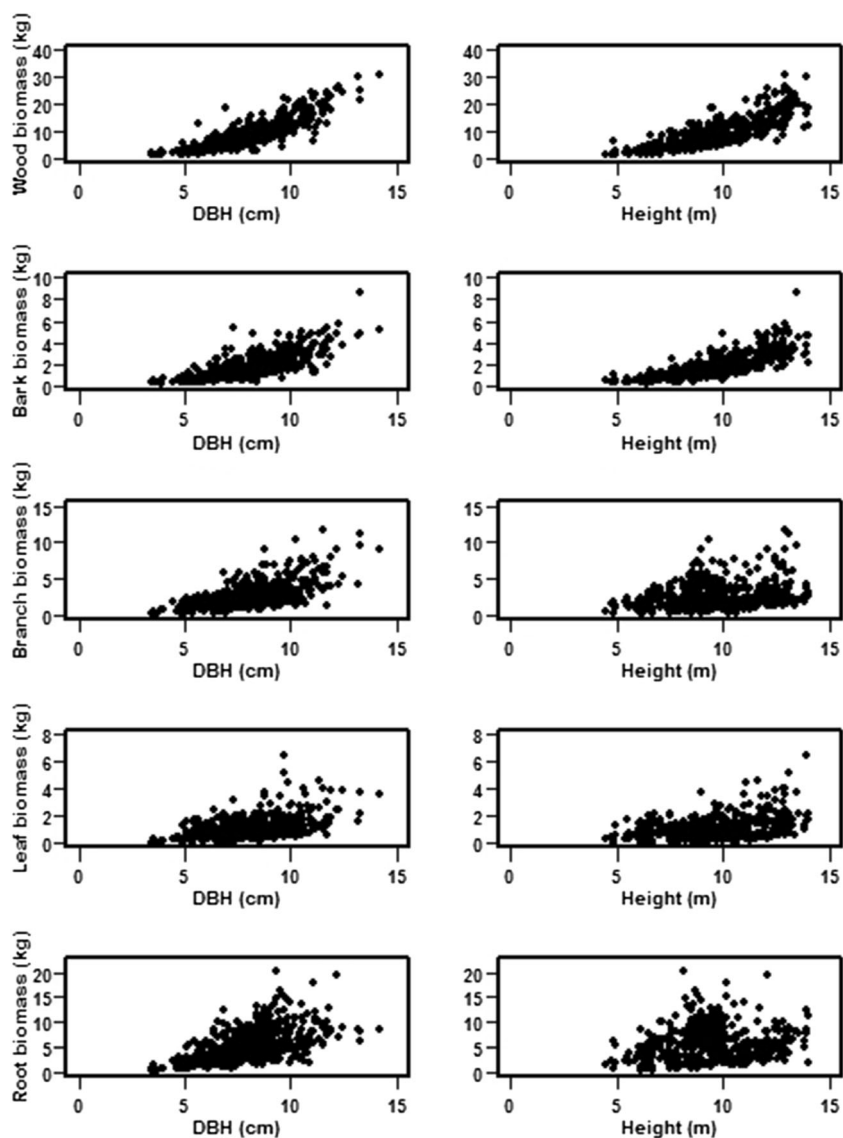 Wood biomass (kg)
40
30
20
10
0
0 5 10 15
DBH (cm)
0 5 10 15
Height (m)
40
30
20
10
0
Bark biomass (kg)
10
8
6
4
2
0
0 5 10 15
DBH (cm)
10
8
6
4
2
0
0 5 10 15
Height (m)
Branch biomass (kg)
15
10
5
0
0 5 10 15
DBH (cm)
15
10
5
0
0 5 10 15
Height (m)
Leaf biomass (kg)
8
6
4
2
0
0 5 10 15
DBH (cm)
8
6
4
2
0
0 5 10 15
Height (m)
Root biomass (kg)
20
15
10
5
0
0 5 10 15
DBH (cm)
20
15
10
5
0
0 5 10 15
Height (m)